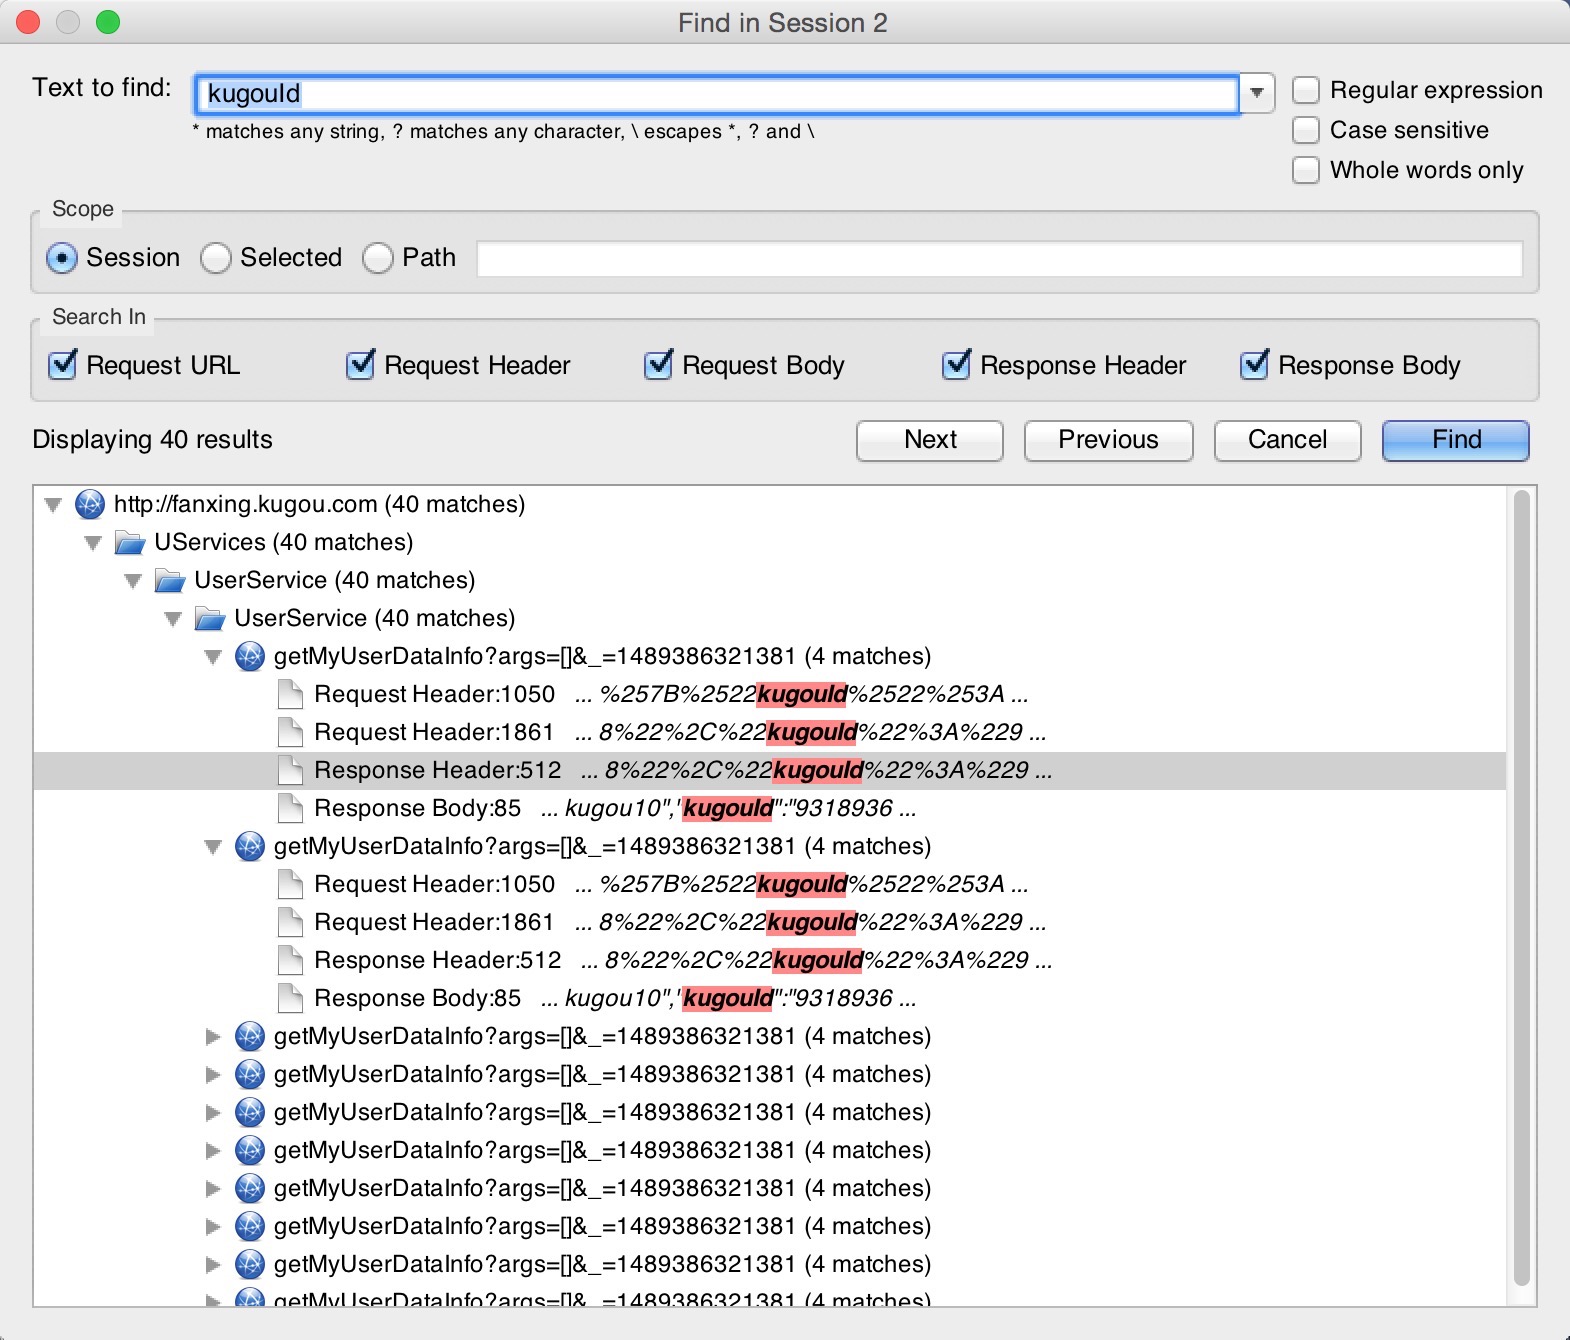 Find in Session 2
Text to find: kugouId
Regular expression
* matches any string, ? matches any character, \ escapes *, ? and \
Case sensitive
Whole words only
Scope
Session Selected Path
Search In
Request URL Request Header Request Body Response Header Response Body
Displaying 40 results Next Previous Cancel Find
http://fanxing.kugou.com (40 matches)
UServices (40 matches)
UserService (40 matches)
UserService (40 matches)
getMyUserDataInfo?args=[]&_=1489386321381 (4 matches)
Request Header:1050 ... %257B%2522kugouId%2522%253A ...
Request Header:1861 ... 8%22%2C%22kugouId%22%3A%229 ...
Response Header:512 ... 8%22%2C%22kugouId%22%3A%229 ...
Response Body:85 ... kugou10","kugouId":"9318936 ...
getMyUserDataInfo?args=[]&_=1489386321381 (4 matches)
Request Header:1050 ... %257B%2522kugouId%2522%253A ...
Request Header:1861 ... 8%22%2C%22kugouId%22%3A%229 ...
Response Header:512 ... 8%22%2C%22kugouId%22%3A%229 ...
Response Body:85 ... kugou10","kugouId":"9318936 ...
getMyUserDataInfo?args=[]&_=1489386321381 (4 matches)
getMyUserDataInfo?args=[]&_=1489386321381 (4 matches)
getMyUserDataInfo?args=[]&_=1489386321381 (4 matches)
getMyUserDataInfo?args=[]&_=1489386321381 (4 matches)
getMyUserDataInfo?args=[]&_=1489386321381 (4 matches)
getMyUserDataInfo?args=[]&_=1489386321381 (4 matches)
getMyUserDataInfo?args=[]&_=1489386321381 (4 matches)
getMyUserDataInfo?args=[]&_=1489386321381 (4 matches)